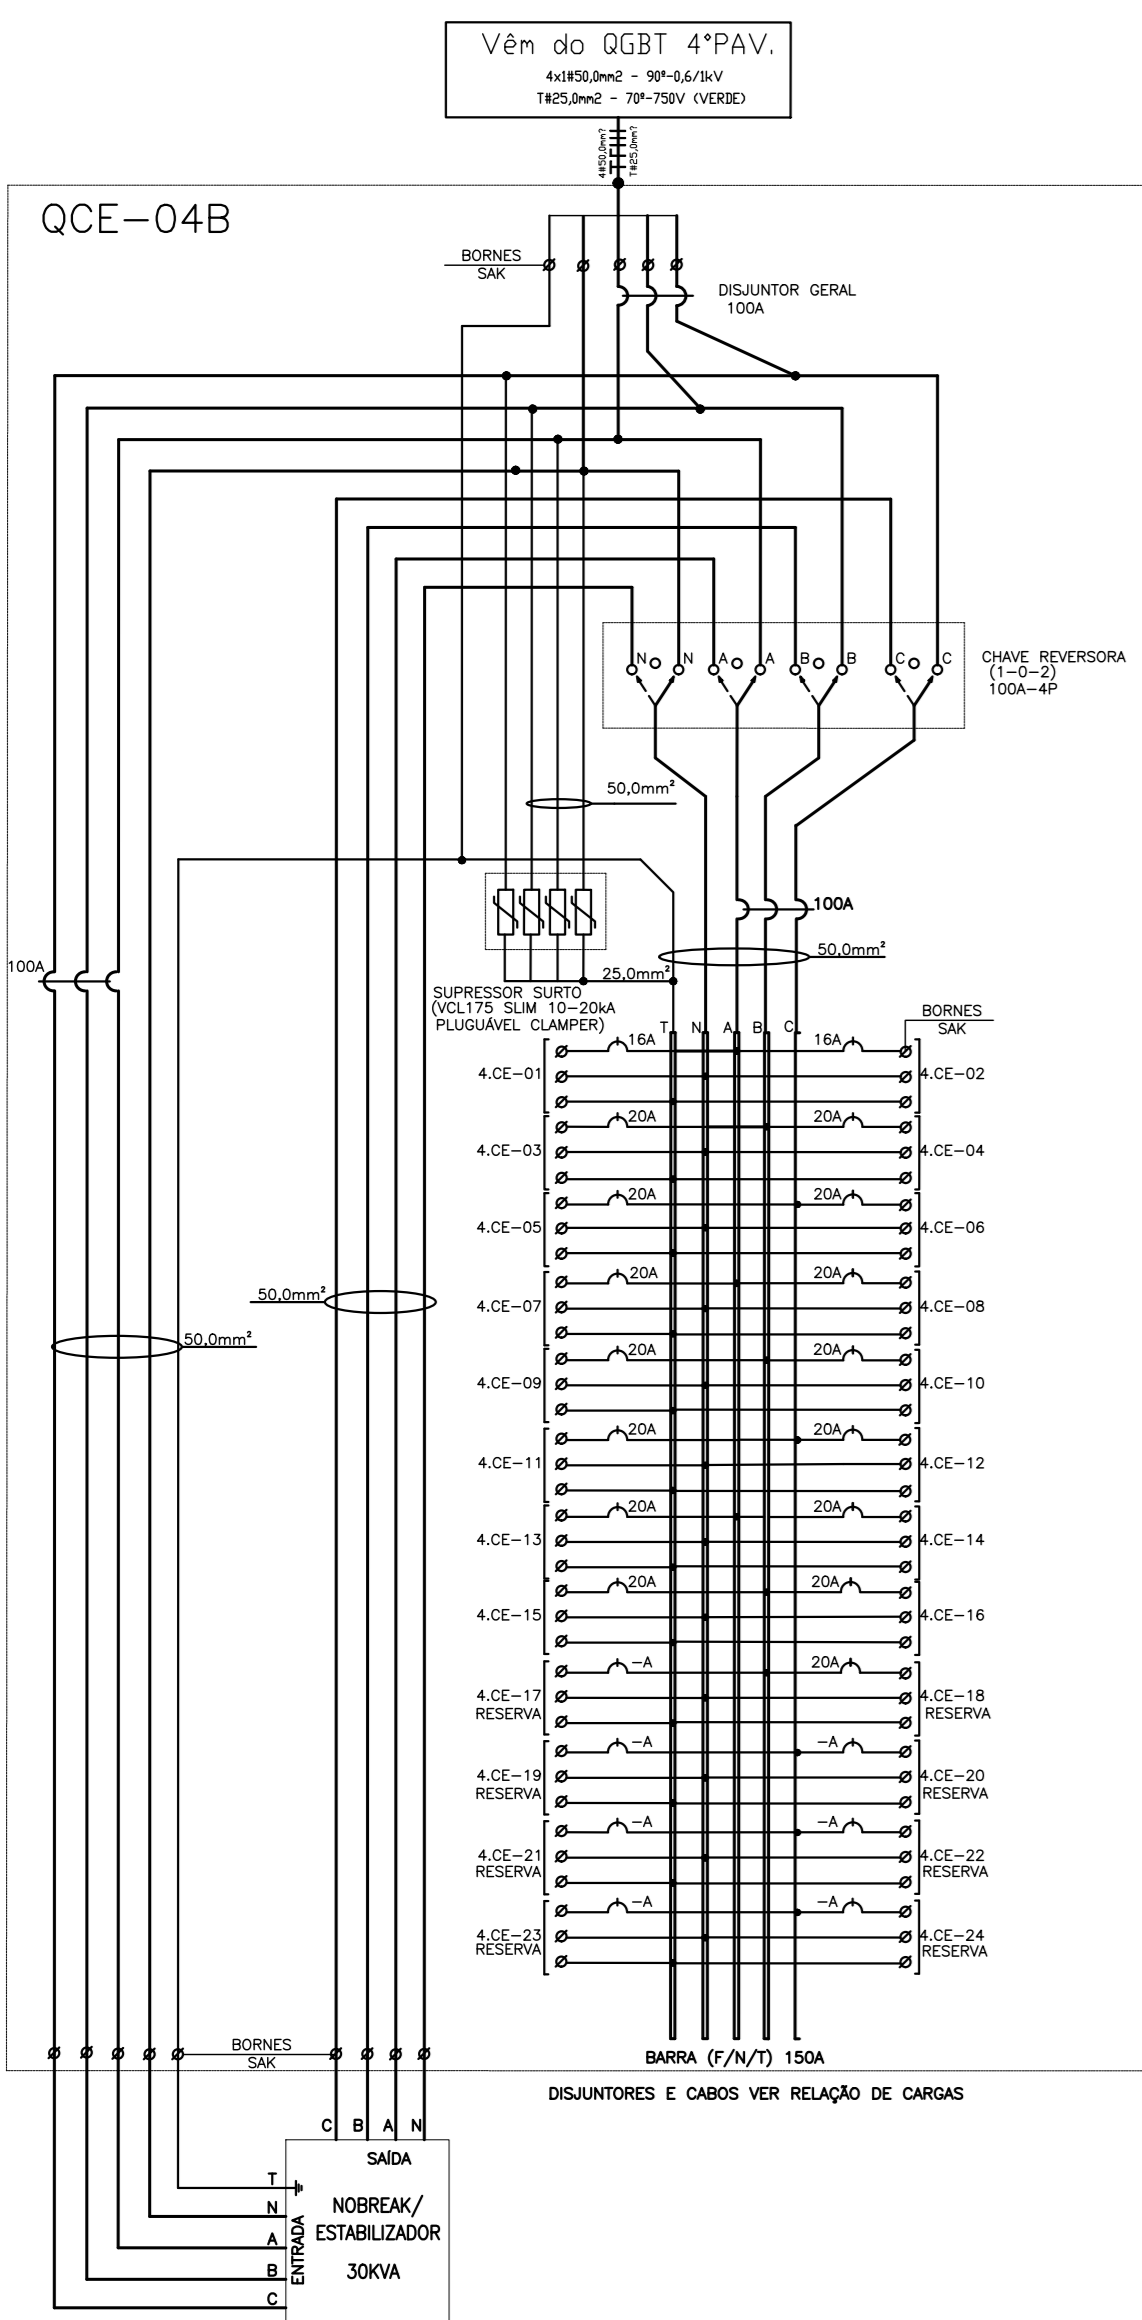 Vêm do QGBT 4°PAV.
4x1#50,0mm2 - 90º-0,6/1kV
T#25,0mm2 - 70º-750V (VERDE)
4#50,0mm?
T#25,0mm?
QCE-04B
BORNES
SAK
DISJUNTOR GERAL
100A
N N A A B B C C
CHAVE REVERSORA
(1-0-2)
100A-4P
50,0mm²
100A
50,0mm²
100A
25,0mm²
SUPRESSOR SURTO
(VCL175 SLIM 10-20kA
PLUGUÁVEL CLAMPER)
T N A B C
BORNES
SAK
16A 16A
4.CE-01 4.CE-02
20A 20A
4.CE-03 4.CE-04
20A 20A
4.CE-05 4.CE-06
20A 20A
4.CE-07 4.CE-08
50,0mm²
50,0mm²
20A 20A
4.CE-09 4.CE-10
20A 20A
4.CE-11 4.CE-12
20A 20A
4.CE-13 4.CE-14
20A 20A
4.CE-15 4.CE-16
-A 20A
4.CE-17 4.CE-18
RESERVA RESERVA
-A -A
4.CE-19 4.CE-20
RESERVA RESERVA
-A -A
4.CE-21 4.CE-22
RESERVA RESERVA
-A -A
4.CE-23 4.CE-24
RESERVA RESERVA
BORNES
SAK
BARRA (F/N/T) 150A
DISJUNTORES E CABOS VER RELAÇÃO DE CARGAS
C B A N
SAÍDA
T
N
A
B
C
ENTRADA
NOBREAK/
ESTABILIZADOR
30KVA